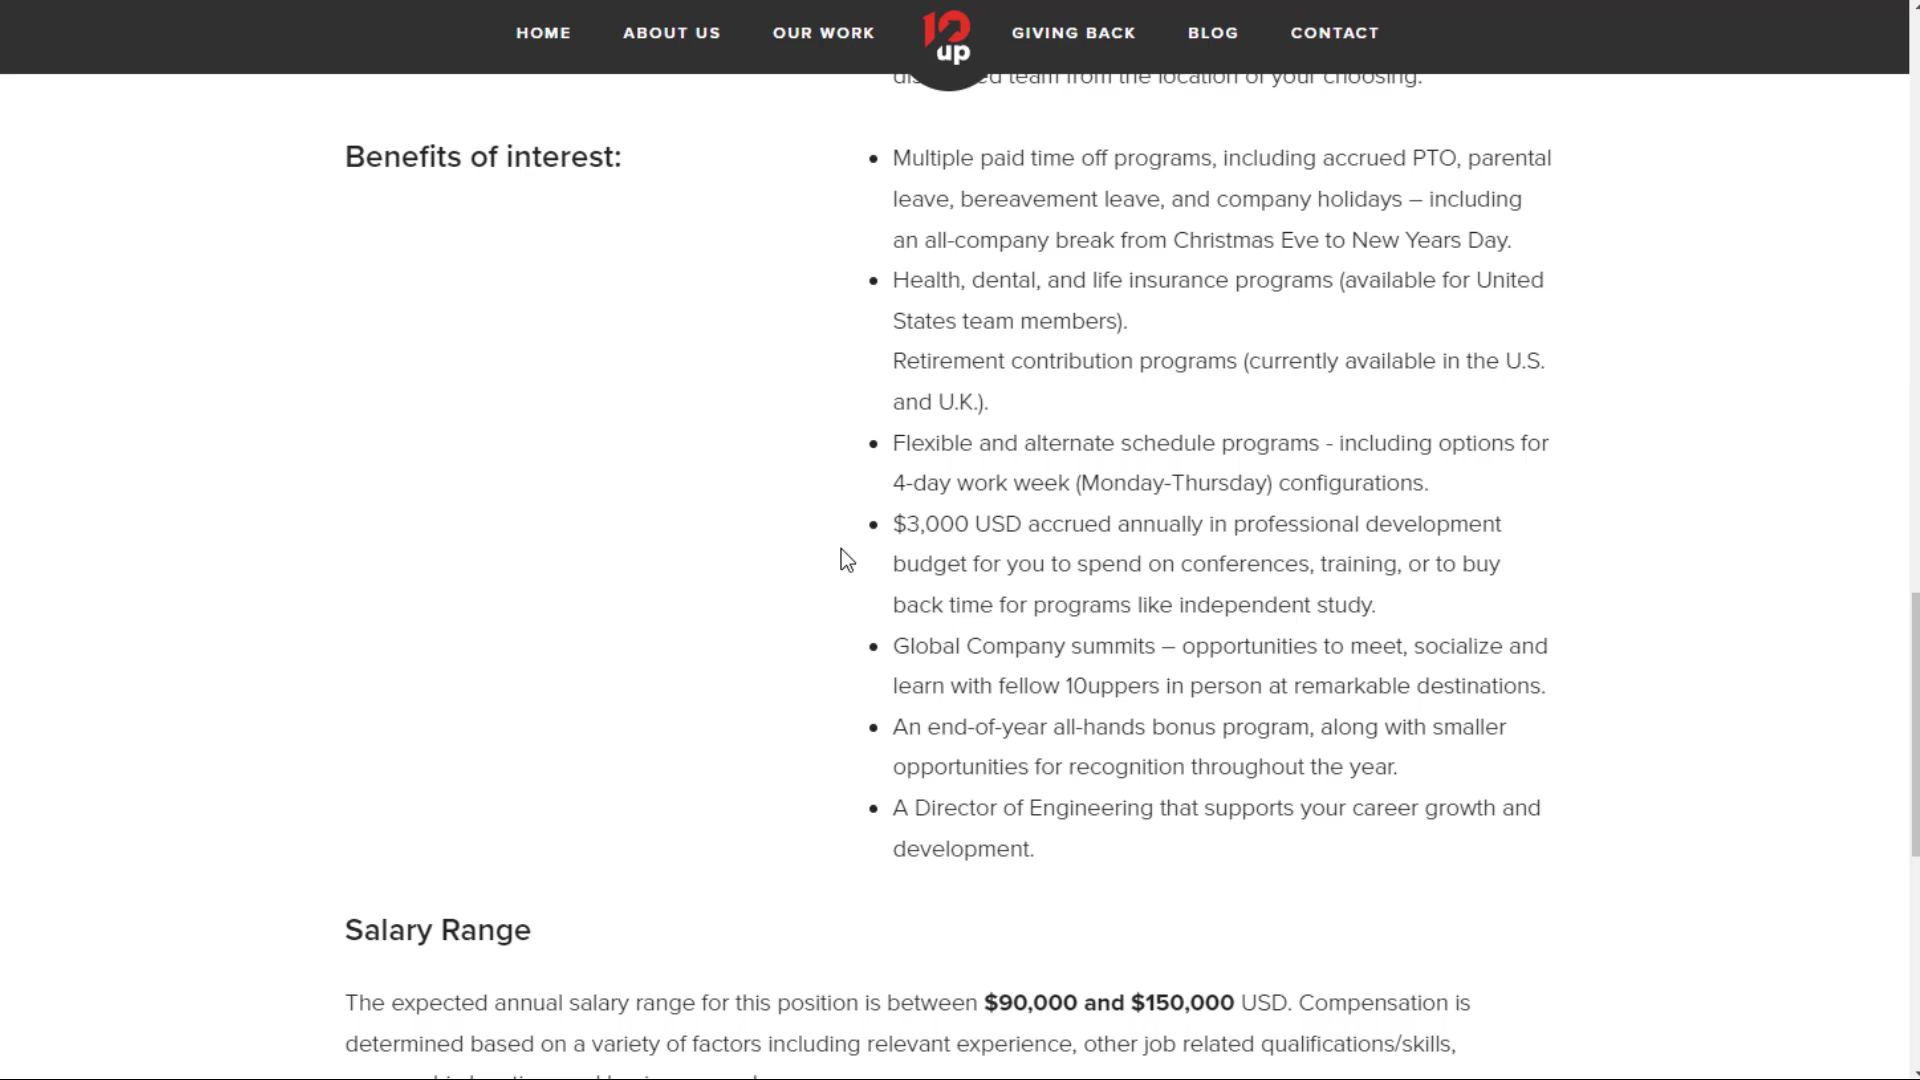 HOME ABOUT US OUR WORK 10up GIVING BACK BLOG CONTACT
team from the location of your choosing.
Benefits of interest:
Multiple paid time off programs, including accrued PTO, parental
leave, bereavement leave, and company holidays – including
an all-company break from Christmas Eve to New Years Day.
Health, dental, and life insurance programs (available for United
States team members).
Retirement contribution programs (currently available in the U.S.
and U.K.).
Flexible and alternate schedule programs - including options for
4-day work week (Monday-Thursday) configurations.
$3,000 USD accrued annually in professional development
budget for you to spend on conferences, training, or to buy
back time for programs like independent study.
Global Company summits – opportunities to meet, socialize and
learn with fellow 10uppers in person at remarkable destinations.
An end-of-year all-hands bonus program, along with smaller
opportunities for recognition throughout the year.
A Director of Engineering that supports your career growth and
development.
Salary Range
The expected annual salary range for this position is between $90,000 and $150,000 USD. Compensation is
determined based on a variety of factors including relevant experience, other job related qualifications/skills,